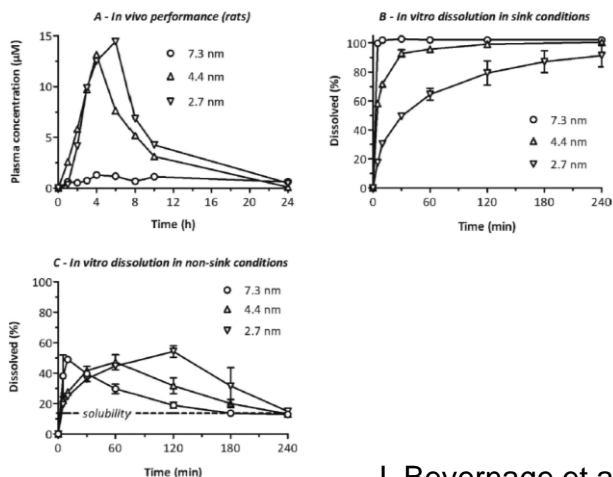 A - In vivo performance (rats)
Plasma concentration (µM)
15
10
5
0
0 4 8 12 16 20 24
Time (h)
7.3 nm
4.4 nm
2.7 nm
B - In vitro dissolution in sink conditions
Dissolved (%)
100
80
60
40
20
0
0 60 120 180 240
Time (min)
7.3 nm
4.4 nm
2.7 nm
C - In vitro dissolution in non-sink conditions
Dissolved (%)
100
80
60
40
20
0
solubility
0 60 120 180 240
Time (min)
7.3 nm
4.4 nm
2.7 nm